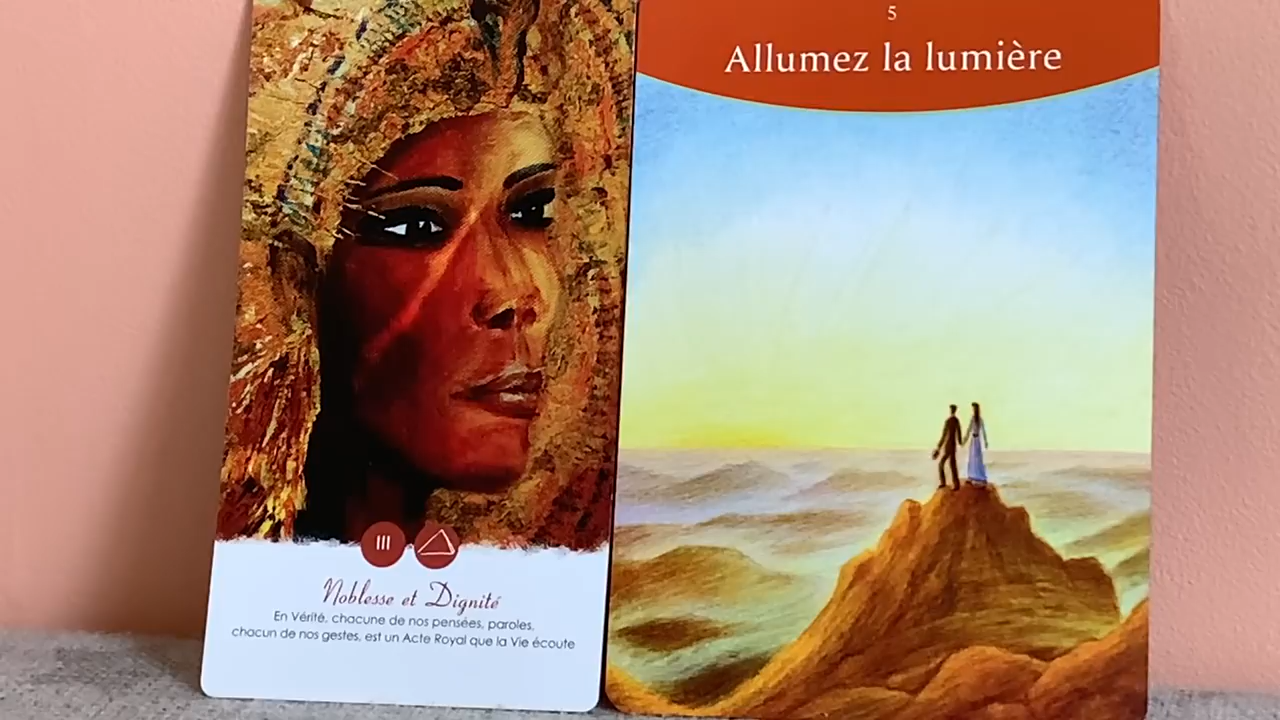 III
Noblesse et Dignité
En Vérité, chacune de nos pensées, paroles,
chacun de nos gestes, est un Acte Royal que la Vie écoute
5
Allumez la lumière